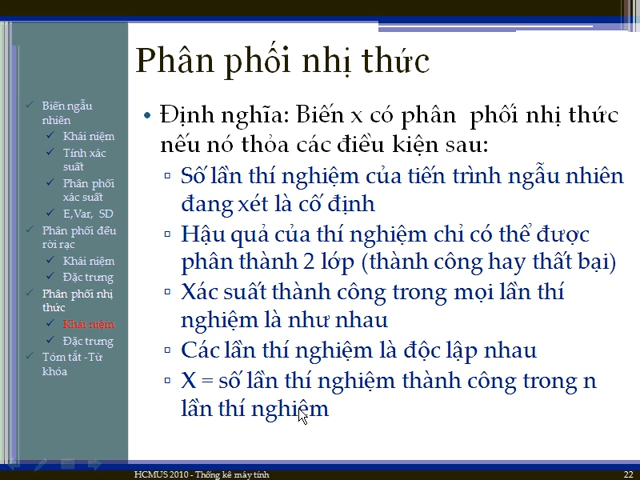 Phân phối nhị thức
Biến ngẫu
nhiên
Khái niệm
Tính xác
suất
Phân phối
xác suất
E,Var, SD
Phân phối đều
rời rạc
Khái niệm
Đặc trưng
Phân phối nhị
thức
Khái niệm
Đặc trưng
Tóm tắt -Từ
khóa
• Định nghĩa: Biến x có phân phối nhị thức
nếu nó thỏa các điều kiện sau:
Số lần thí nghiệm của tiến trình ngẫu nhiên
đang xét là cố định
Hậu quả của thí nghiệm chỉ có thể được
phân thành 2 lớp (thành công hay thất bại)
Xác suất thành công trong mọi lần thí
nghiệm là như nhau
Các lần thí nghiệm là độc lập nhau
X = số lần thí nghiệm thành công trong n
lần thí nghiệm
HCMUS 2010 - Thống kê máy tính
22